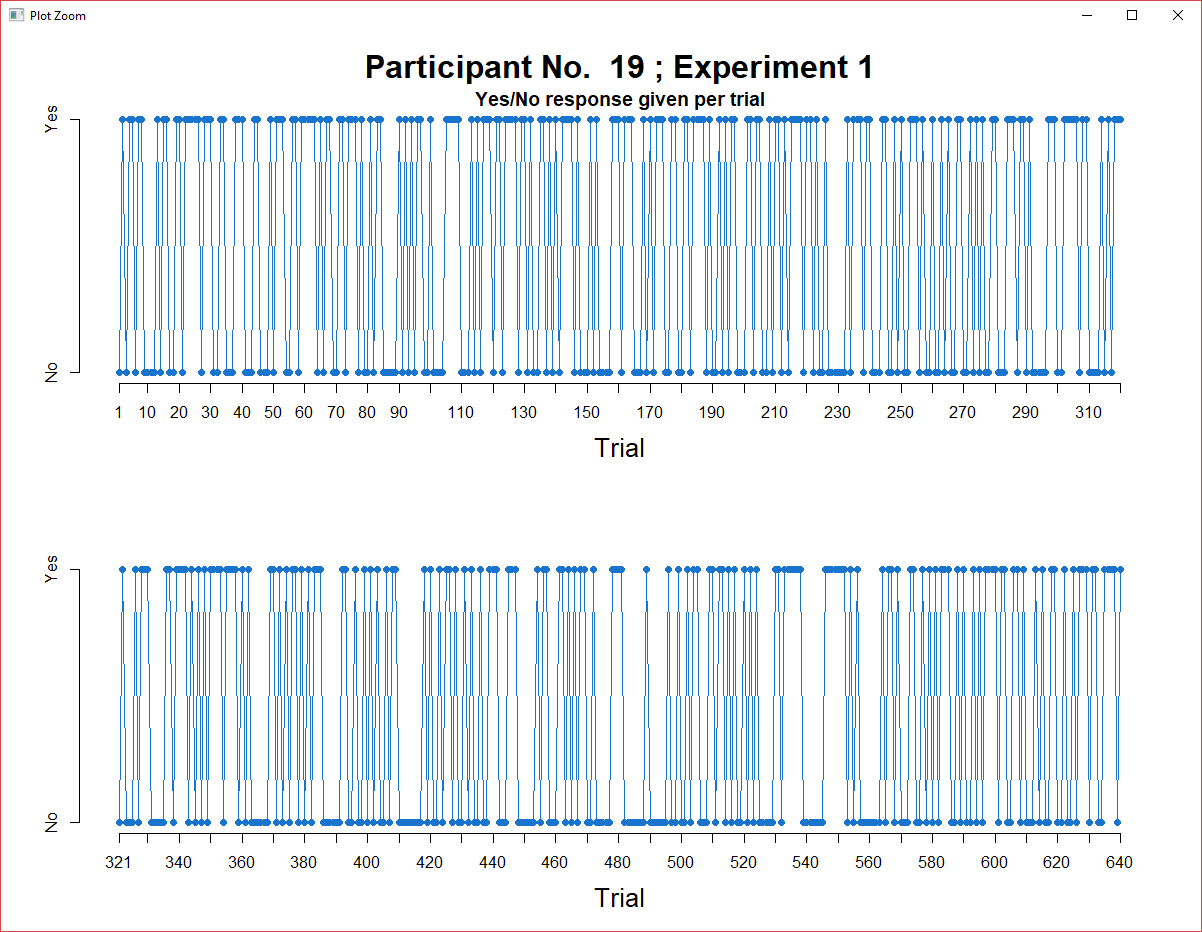 Plot Zoom
Participant No. 19 ; Experiment 1
Yes/No response given per trial
Yes
No
1 10 20 30 40 50 60 70 80 90 110 130 150 170 190 210 230 250 270 290 310
Trial
Yes
No
321 340 360 380 400 420 440 460 480 500 520 540 560 580 600 620 640
Trial